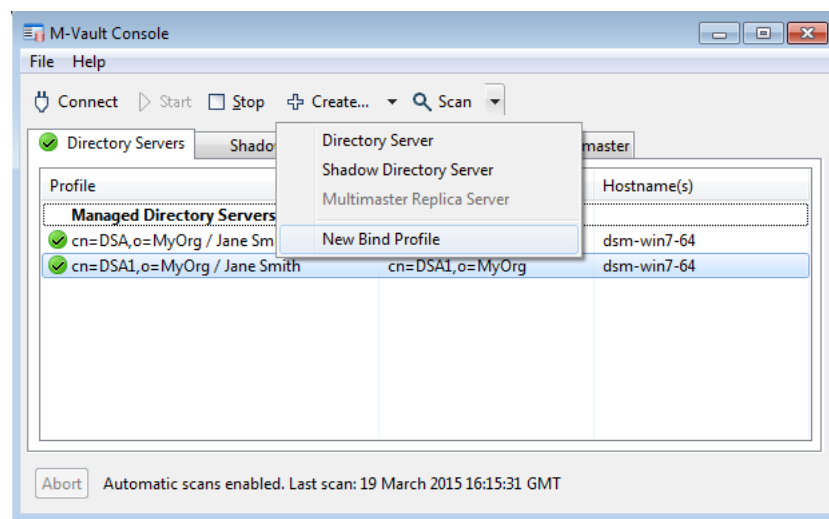 M-Vault Console
File Help
Connect Start Stop Create... Scan
Directory Servers Shado master
Directory Server
Shadow Directory Server
Multimaster Replica Server
New Bind Profile
Profile Hostname(s)
Managed Directory Servers
cn=DSA,o=MyOrg / Jane Sm dsm-win7-64
cn=DSA1,o=MyOrg / Jane Smith cn=DSA1,o=MyOrg dsm-win7-64
Abort Automatic scans enabled. Last scan: 19 March 2015 16:15:31 GMT